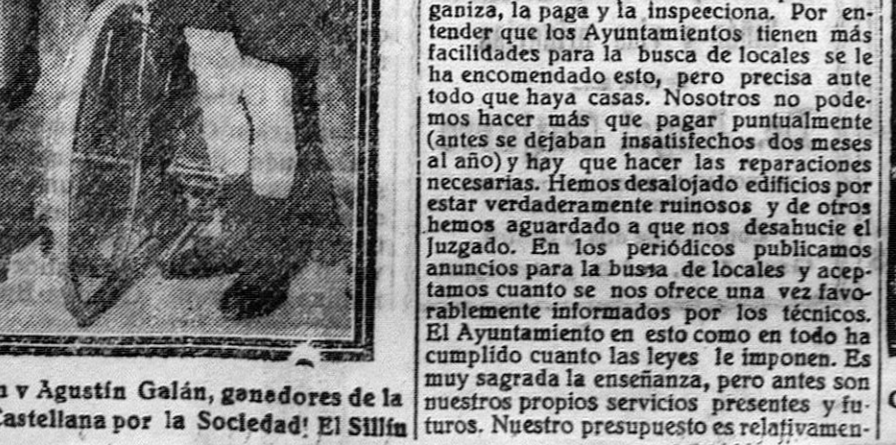 ganiza, la paga y la inspecciona. Por en-
tender que los Ayuntamientos tienen más
facilidades para la busca de locales se le
ha encomendado esto, pero precisa ante
todo que haya casas. Nosotros no pode-
mos hacer más que pagar puntualmente
(antes se dejaban insatisfechos dos meses
al año) y hay que hacer las reparaciones
necesarias. Hemos desalojado edificios por
estar verdaderamente ruinosos y de otros
hemos aguardado a que nos desahucie el
Juzgado. En los periódicos publicamos
anuncios para la busca de locales y acep-
tamos cuanto se nos ofrece una vez favo-
rablemente informados por los técnicos.
El Ayuntamiento en esto como en todo ha
cumplido cuanto las leyes le imponen. Es
muy sagrada la enseñanza, pero antes son
nuestros propios servicios presentes y fu-
turos. Nuestro presupuesto es relativamen-
y Agustín Galán, ganadores de la
Castellana por la Sociedad! El Sillín